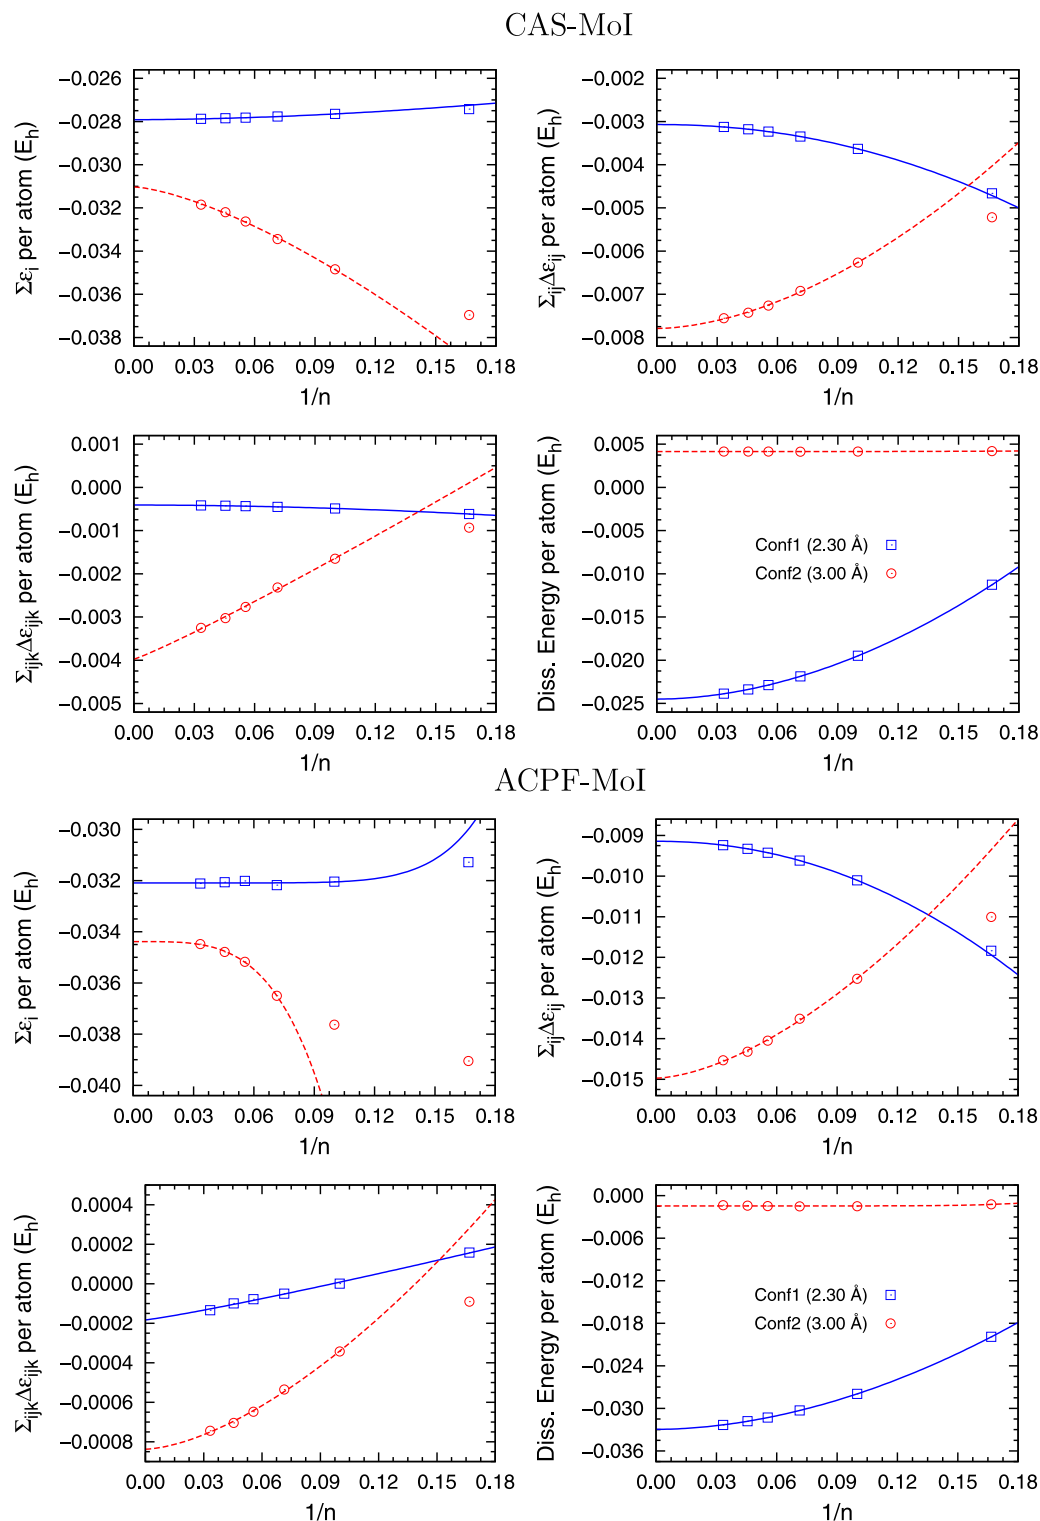 CAS-MoI
Σε_i per atom (E_h)
−0.026
−0.028
−0.030
−0.032
−0.034
−0.036
−0.038
0.00 0.03 0.06 0.09 0.12 0.15 0.18
1/n
Σ_ijΔε_ij per atom (E_h)
−0.002
−0.003
−0.004
−0.005
−0.006
−0.007
−0.008
0.00 0.03 0.06 0.09 0.12 0.15 0.18
1/n
Σ_ijkΔε_ijk per atom (E_h)
0.001
0.000
−0.001
−0.002
−0.003
−0.004
−0.005
0.00 0.03 0.06 0.09 0.12 0.15 0.18
1/n
Diss. Energy per atom (E_h)
0.005
0.000
−0.005
−0.010
−0.015
−0.020
−0.025
Conf1 (2.30 Å)
Conf2 (3.00 Å)
0.00 0.03 0.06 0.09 0.12 0.15 0.18
1/n
ACPF-MoI
Σε_i per atom (E_h)
−0.030
−0.032
−0.034
−0.036
−0.038
−0.040
0.00 0.03 0.06 0.09 0.12 0.15 0.18
1/n
Σ_ijΔε_ij per atom (E_h)
−0.009
−0.010
−0.011
−0.012
−0.013
−0.014
−0.015
0.00 0.03 0.06 0.09 0.12 0.15 0.18
1/n
Σ_ijkΔε_ijk per atom (E_h)
0.0004
0.0002
0.0000
−0.0002
−0.0004
−0.0006
−0.0008
0.00 0.03 0.06 0.09 0.12 0.15 0.18
1/n
Diss. Energy per atom (E_h)
0.000
−0.006
−0.012
−0.018
−0.024
−0.030
−0.036
Conf1 (2.30 Å)
Conf2 (3.00 Å)
0.00 0.03 0.06 0.09 0.12 0.15 0.18
1/n